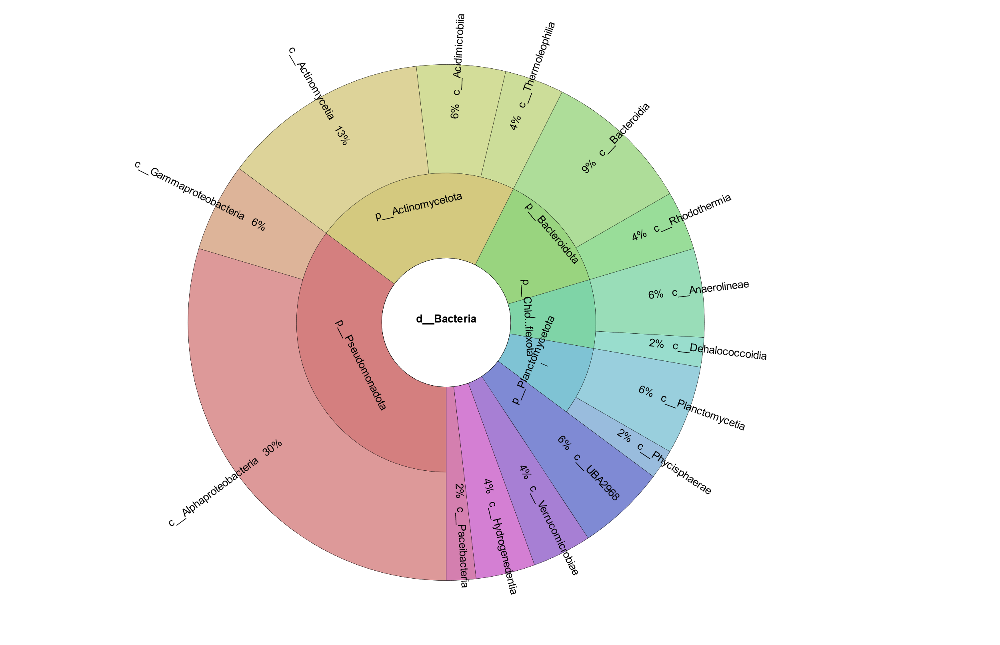 d__Bacteria
p__Actinomycetota
p__Bacteroidota
p__Chlo...flexota
p__Planctomycetota
p__Pseudomonadota
c__Actinomycetia 13%
6% c__Acidimicrobiia
4% c__Thermoleophilia
9% c__Bacteroidia
4% c__Rhodothermia
6% c__Anaerolineae
2% c__Dehalococcoidia
6% c__Planctomycetia
2% c__Phycisphaerae
6% c__UBA2968
4% c__Verrucomicrobiae
4% c__Hydrogenedentia
2% c__Paceibacteria
c__Alphaproteobacteria 30%
c__Gammaproteobacteria 6%